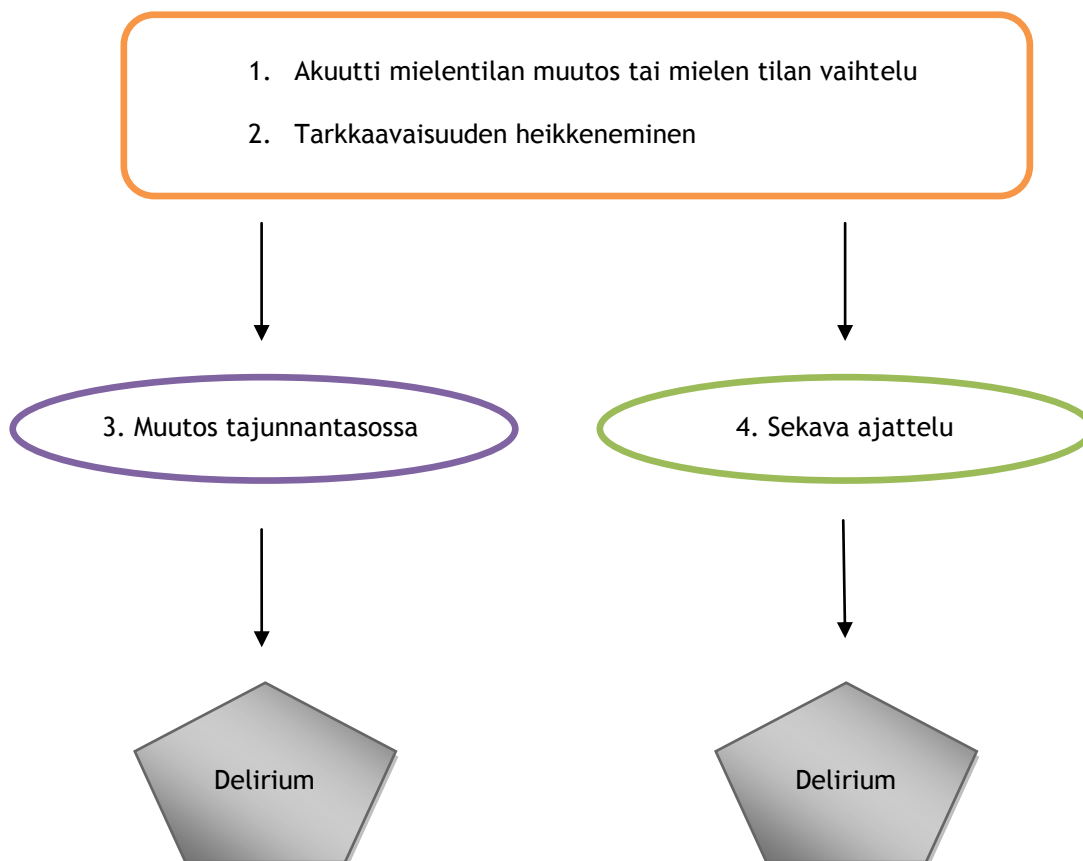 1. Akuutti mielentilan muutos tai mielen tilan vaihtelu
2. Tarkkaavaisuuden heikkeneminen
3. Muutos tajunnantasossa
4. Sekava ajattelu
Delirium
Delirium